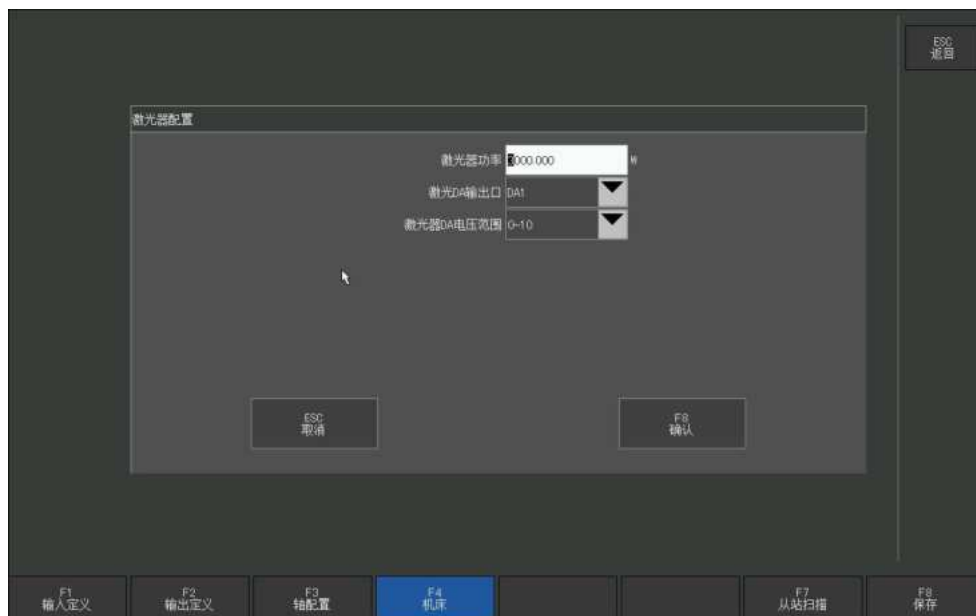 ESC
返回
激光器配置
激光器功率 000.000 W
激光DA输出口 DA1
激光器DA电压范围 0~10
ESC
取消
F8
确认
F1
输入定义
F2
输出定义
F3
轴配置
F4
机床
F7
从站扫描
F8
保存